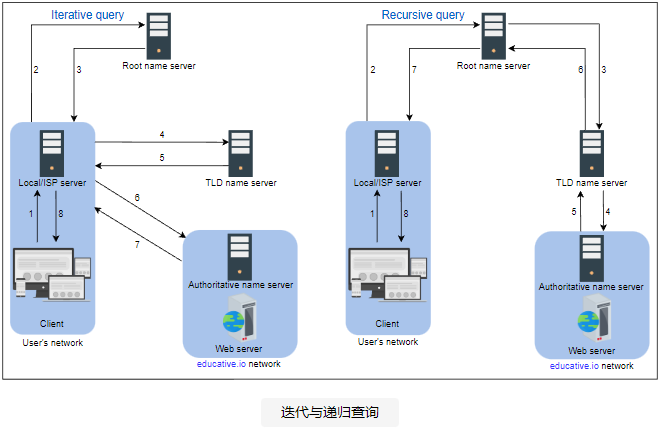 Iterative query
2
3
Root name server
Local/ISP server
4
5
TLD name server
1
8
6
7
Client
User's network
Authoritative name server
Web server
educative.io network
Recursive query
2
7
Root name server
6
3
Local/ISP server
TLD name server
1
8
5
4
Client
User's network
Authoritative name server
Web server
educative.io network
迭代与递归查询